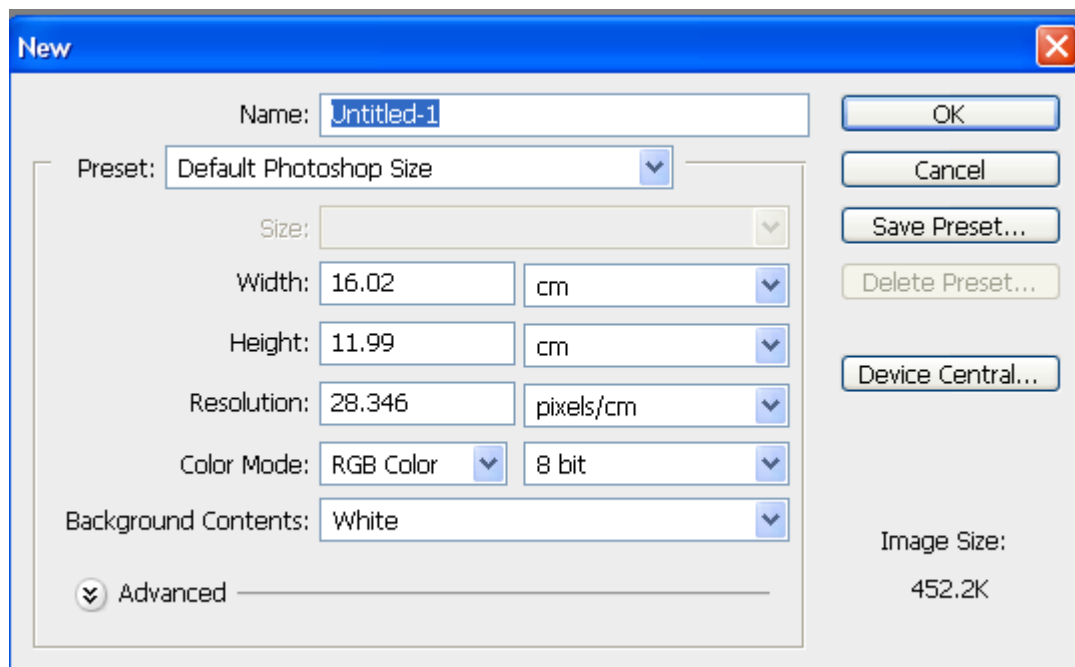 New
Name: Untitled-1
OK
Preset: Default Photoshop Size
Cancel
Size:
Save Preset...
Width: 16.02 cm
Delete Preset...
Height: 11.99 cm
Device Central...
Resolution: 28.346 pixels/cm
Color Mode: RGB Color 8 bit
Background Contents: White
Image Size:
Advanced
452.2K